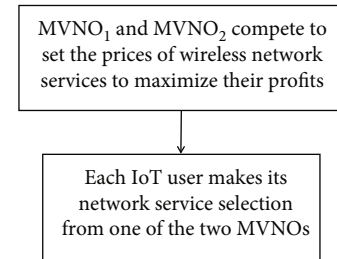 MVNO₁ and MVNO₂ compete to
set the prices of wireless network
services to maximize their profits
Each IoT user makes its
network service selection
from one of the two MVNOs